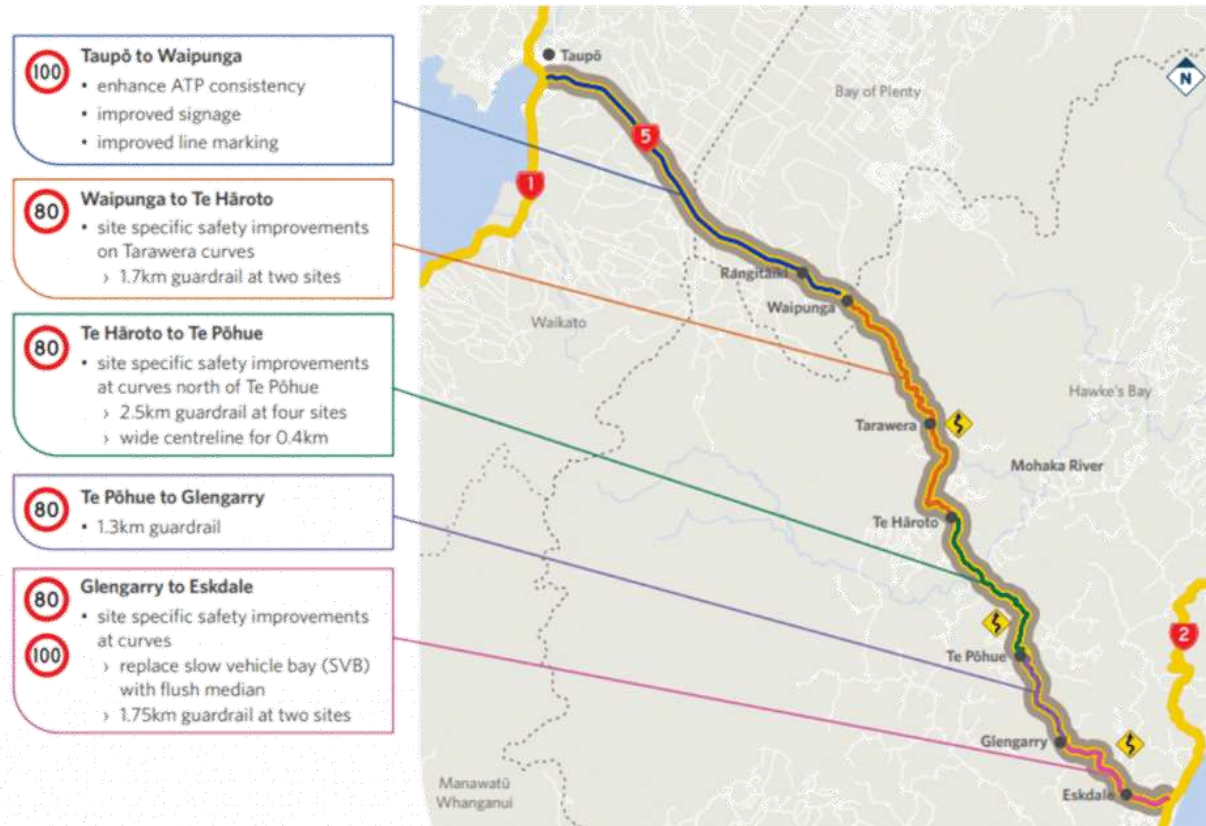 100
Taupō to Waipunga
• enhance ATP consistency
• improved signage
• improved line marking
80
Waipunga to Te Hāroto
• site specific safety improvements
on Tarawera curves
› 1.7km guardrail at two sites
80
Te Hāroto to Te Pōhue
• site specific safety improvements
at curves north of Te Pōhue
› 2.5km guardrail at four sites
› wide centreline for 0.4km
80
Te Pōhue to Glengarry
• 1.3km guardrail
80
100
Glengarry to Eskdale
• site specific safety improvements
at curves
› replace slow vehicle bay (SVB)
with flush median
› 1.75km guardrail at two sites
Taupō
N
Bay of Plenty
5
1
Rangitaiki
Waipunga
Waikato
Hawke's Bay
Tarawera
Mohaka River
Te Hāroto
2
Te Pōhue
Glengarry
Manawatū
Whanganui
Eskdale